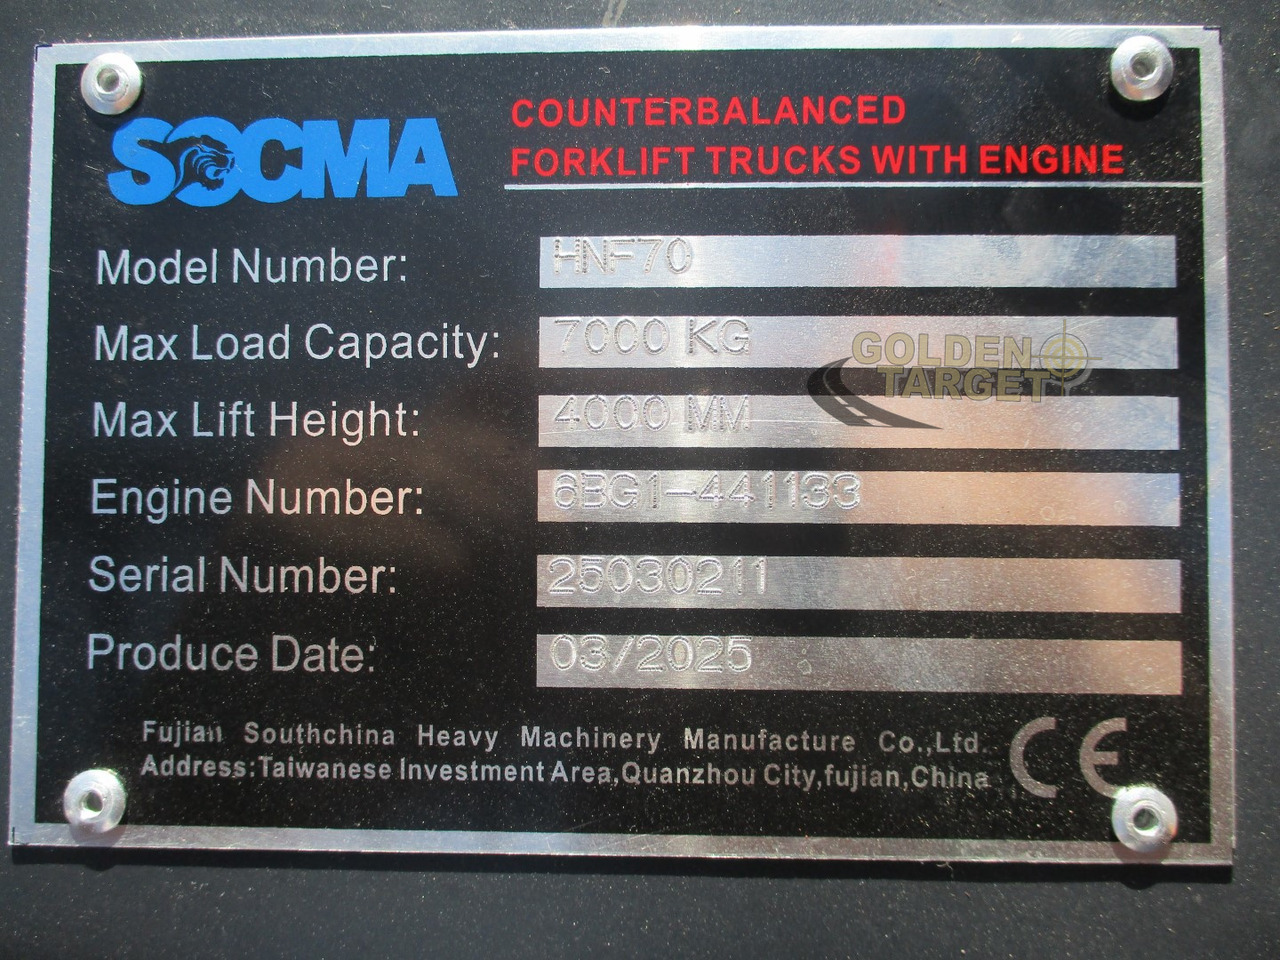 SOCMA
COUNTERBALANCED
FORKLIFT TRUCKS WITH ENGINE
Model Number: HNF70
Max Load Capacity: 7000 KG
GOLDEN
TARGET
Max Lift Height: 4000 MM
Engine Number: 6BG1-441133
Serial Number: 25030211
Produce Date: 03/2025
Fujian Southchina Heavy Machinery Manufacture Co.,Ltd.
Address:Taiwanese Investment Area,Quanzhou City,fujian,China
CE